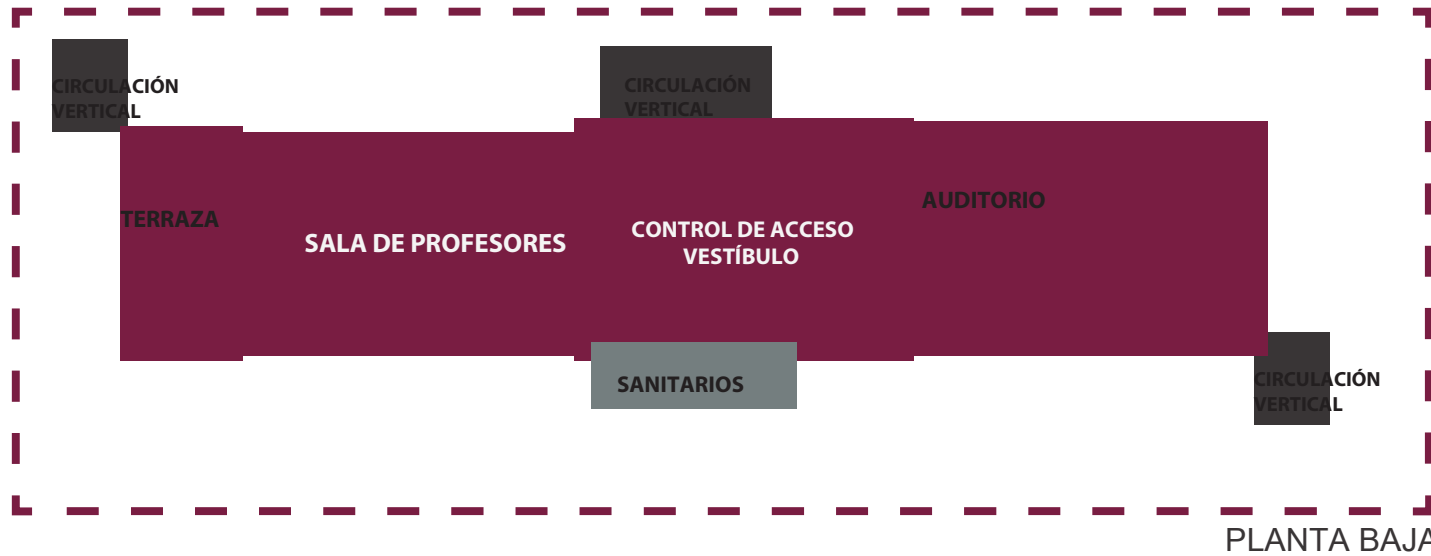 CIRCULACIÓN
VERTICAL
CIRCULACIÓN
VERTICAL
TERRAZA
SALA DE PROFESORES
CONTROL DE ACCESO
VESTÍBULO
AUDITORIO
SANITARIOS
CIRCULACIÓN
VERTICAL
PLANTA BAJA